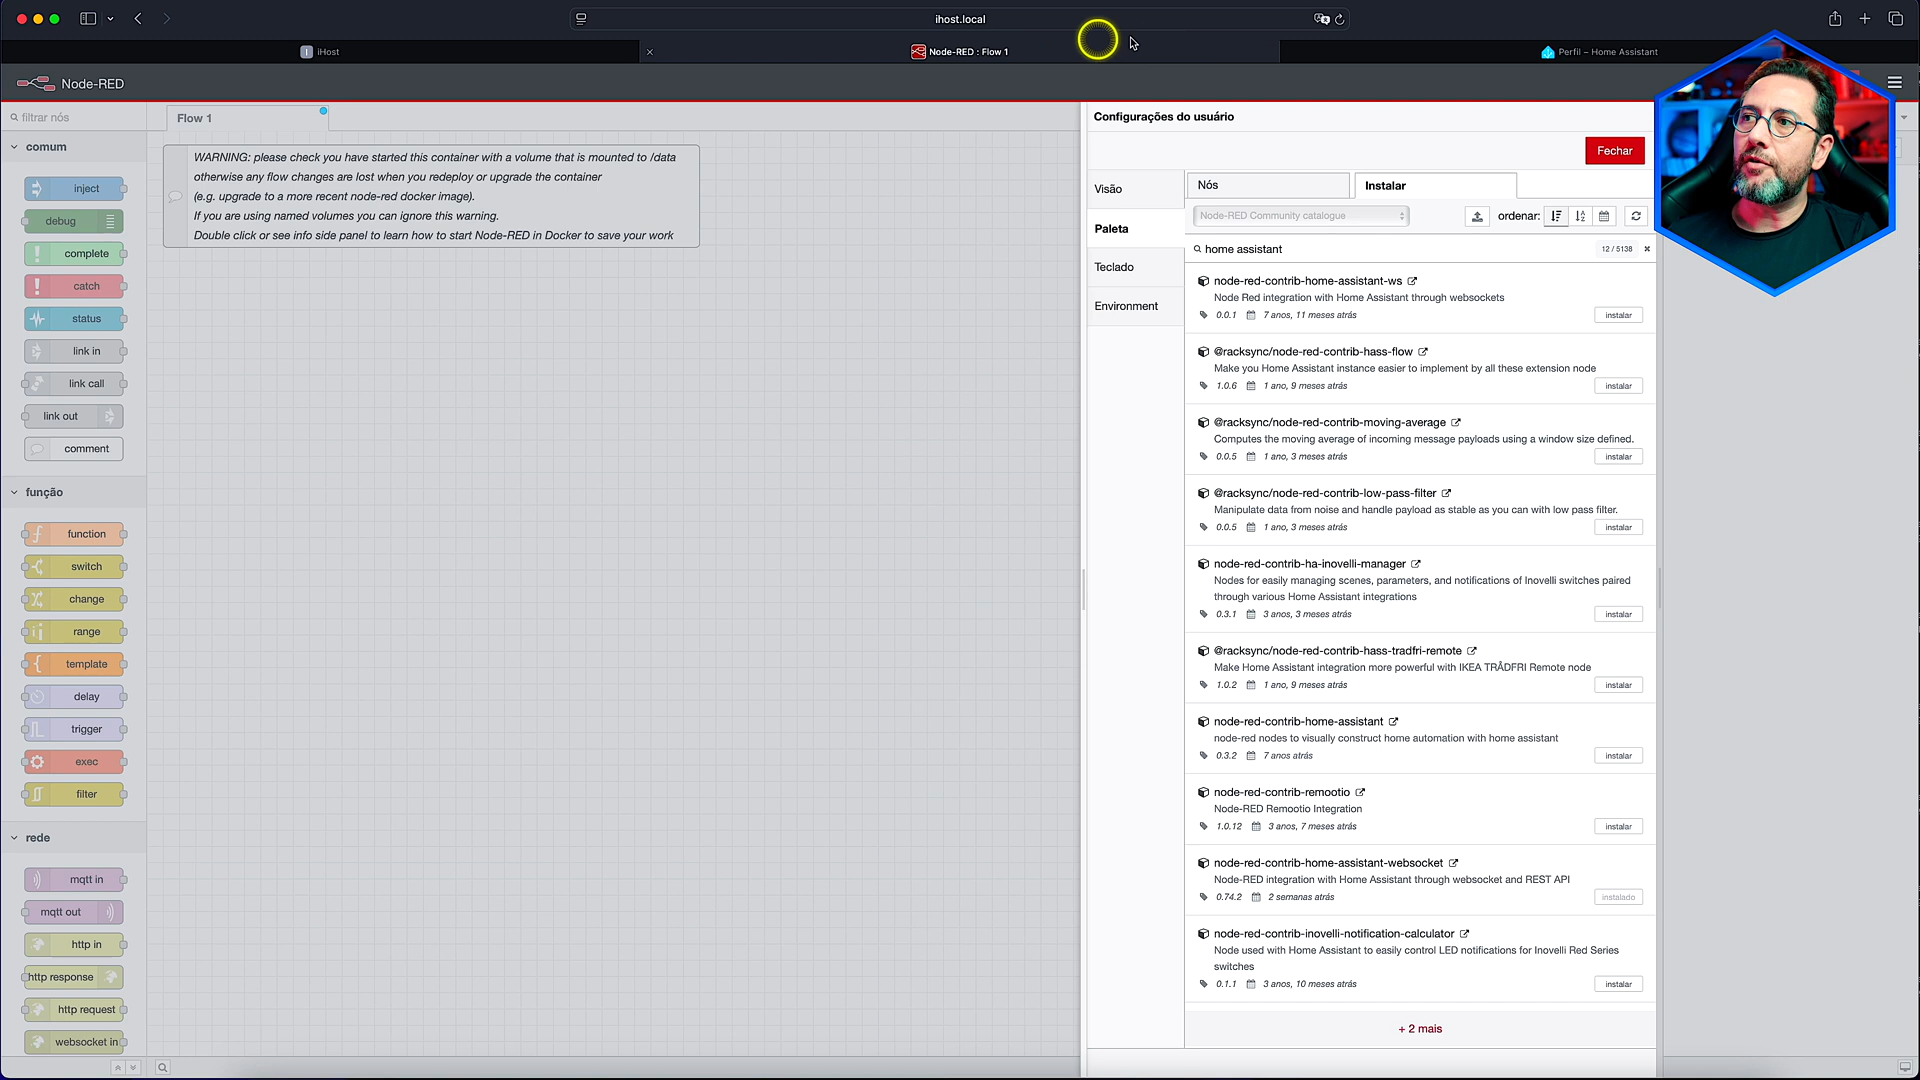 ihost.local
iHost
Node-RED : Flow 1
Perfil – Home Assistant
Node-RED
filtrar nós
Flow 1
comum
inject
debug
complete
catch
status
link in
link call
link out
comment
função
function
switch
change
range
template
delay
trigger
exec
filter
rede
mqtt in
mqtt out
http in
http response
http request
websocket in
WARNING: please check you have started this container with a volume that is mounted to /data
otherwise any flow changes are lost when you redeploy or upgrade the container
(e.g. upgrade to a more recent node-red docker image).
If you are using named volumes you can ignore this warning.
Double click or see info side panel to learn how to start Node-RED in Docker to save your work
Configurações do usuário
Fechar
Visão
Paleta
Teclado
Environment
Nós
Instalar
Node-RED Community catalogue
ordenar:
home assistant
12 / 5138
node-red-contrib-home-assistant-ws
Node Red integration with Home Assistant through websockets
0.0.1 7 anos, 11 meses atrás
instalar
@racksync/node-red-contrib-hass-flow
Make you Home Assistant instance easier to implement by all these extension node
1.0.6 1 ano, 9 meses atrás
instalar
@racksync/node-red-contrib-moving-average
Computes the moving average of incoming message payloads using a window size defined.
0.0.5 1 ano, 3 meses atrás
instalar
@racksync/node-red-contrib-low-pass-filter
Manipulate data from noise and handle payload as stable as you can with low pass filter.
0.0.5 1 ano, 3 meses atrás
instalar
node-red-contrib-ha-inovelli-manager
Nodes for easily managing scenes, parameters, and notifications of Inovelli switches paired
through various Home Assistant integrations
0.3.1 3 anos, 3 meses atrás
instalar
@racksync/node-red-contrib-hass-tradfri-remote
Make Home Assistant integration more powerful with IKEA TRÅDFRI Remote node
1.0.2 1 ano, 9 meses atrás
instalar
node-red-contrib-home-assistant
node-red nodes to visually construct home automation with home assistant
0.3.2 7 anos atrás
instalar
node-red-contrib-remootio
Node-RED Remootio Integration
1.0.12 3 anos, 7 meses atrás
instalar
node-red-contrib-home-assistant-websocket
Node-RED integration with Home Assistant through websocket and REST API
0.74.2 2 semanas atrás
instalado
node-red-contrib-inovelli-notification-calculator
Node used with Home Assistant to easily control LED notifications for Inovelli Red Series
switches
0.1.1 3 anos, 10 meses atrás
instalar
+ 2 mais